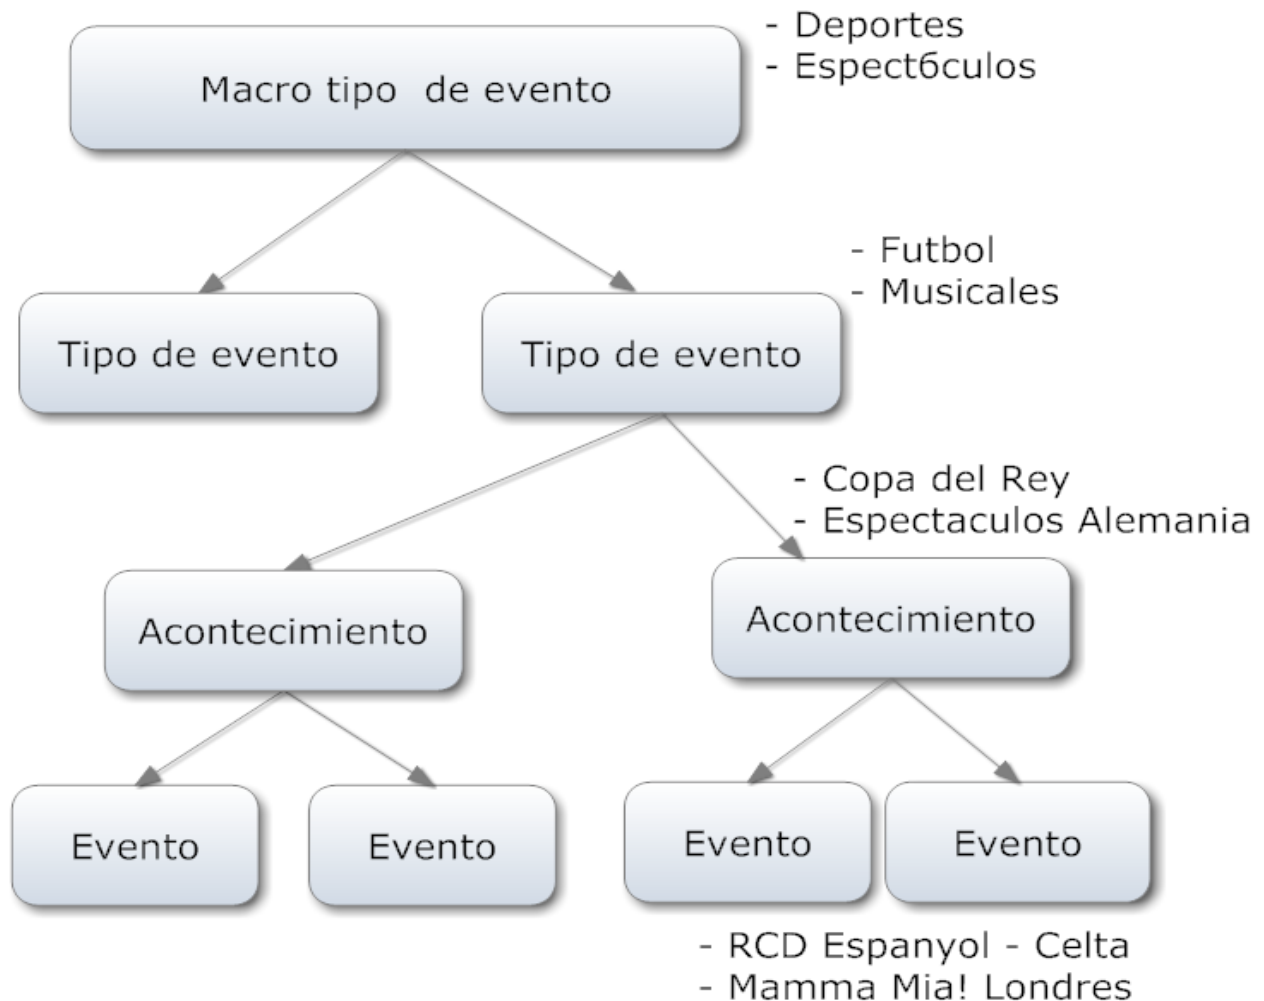 - Deportes
- Espect6culos
Macro tipo de evento
- Futbol
- Musicales
Tipo de evento
Tipo de evento
- Copa del Rey
- Espectaculos Alemania
Acontecimiento
Acontecimiento
Evento
Evento
Evento
Evento
- RCD Espanyol - Celta
- Mamma Mia! Londres